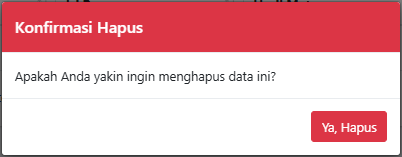 Konfirmasi Hapus
Apakah Anda yakin ingin menghapus data ini?
Ya, Hapus